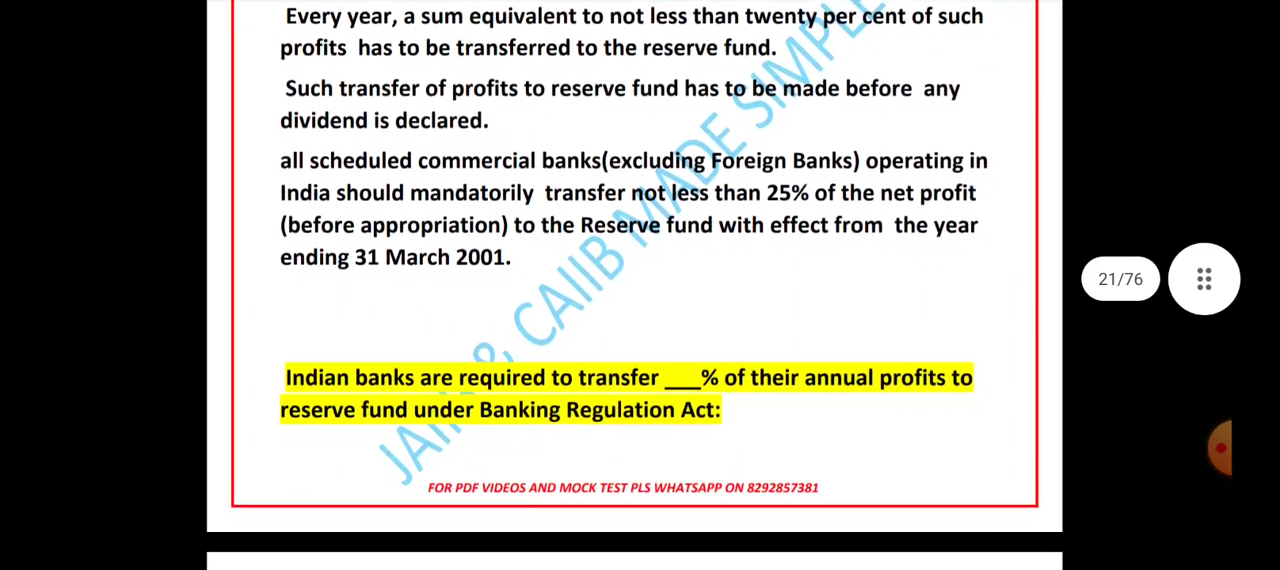 Every year, a sum equivalent to not less than twenty per cent of such
profits has to be transferred to the reserve fund.
Such transfer of profits to reserve fund has to be made before any
dividend is declared.
all scheduled commercial banks(excluding Foreign Banks) operating in
India should mandatorily transfer not less than 25% of the net profit
(before appropriation) to the Reserve fund with effect from the year
ending 31 March 2001.
21/76
Indian banks are required to transfer ___% of their annual profits to
reserve fund under Banking Regulation Act:
JAIIB, CAIIB MADE SIMPLE
FOR PDF VIDEOS AND MOCK TEST PLS WHATSAPP ON 8292857381